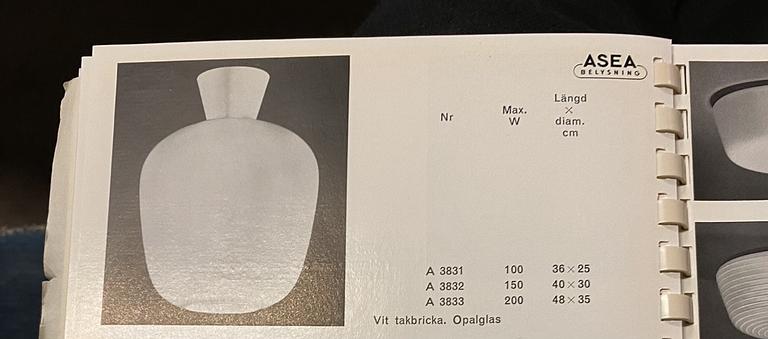 ASEA
BELYSNING
Nr Max. W Längd × diam. cm
A 3831 100 36 × 25
A 3832 150 40 × 30
A 3833 200 48 × 35
Vit takbricka. Opalglas